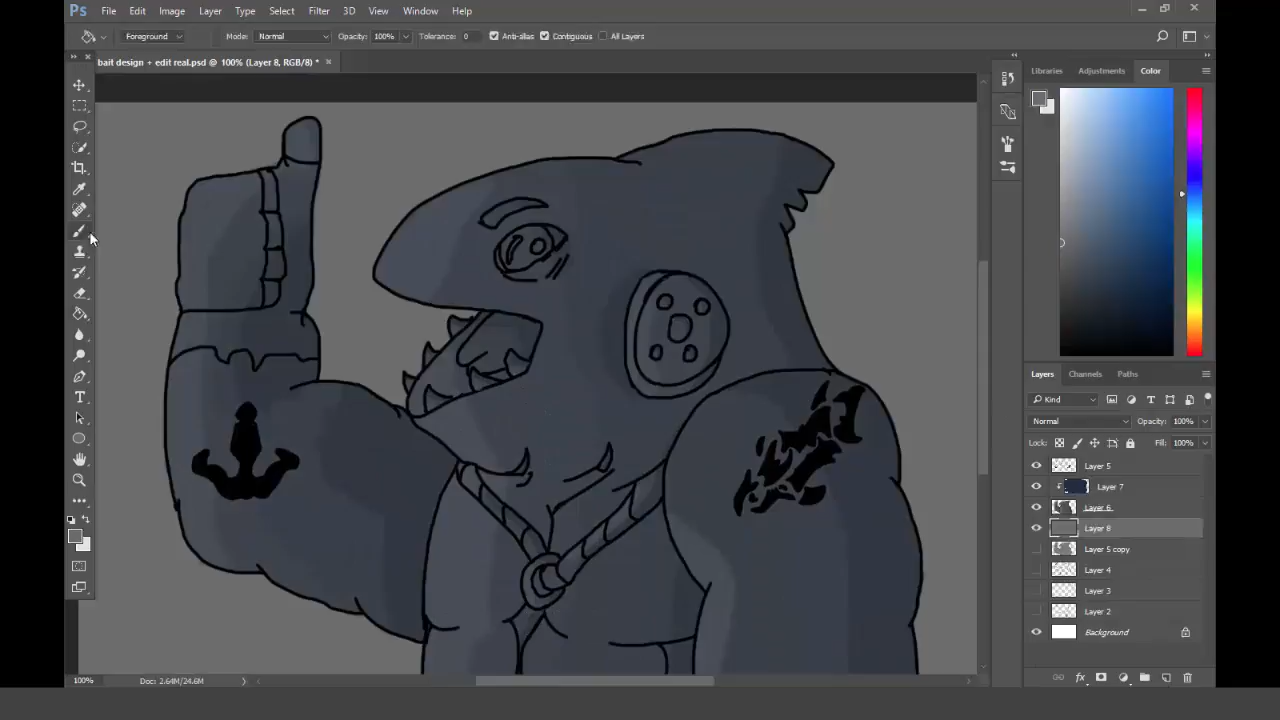 Ps File Edit Image Layer Type Select Filter 3D View Window Help
Foreground Mode: Normal Opacity: 100% Tolerance: 0 Anti-alias Contiguous All Layers
bait design + edit real.psd @ 100% (Layer 8, RGB/8) *
Libraries Adjustments Color
Layers Channels Paths
Kind
Normal Opacity: 100%
Lock: Fill: 100%
Layer 5
Layer 7
Layer 6
Layer 8
Layer 5 copy
Layer 4
Layer 3
Layer 2
Background
100% Doc: 2.64M/24.6M